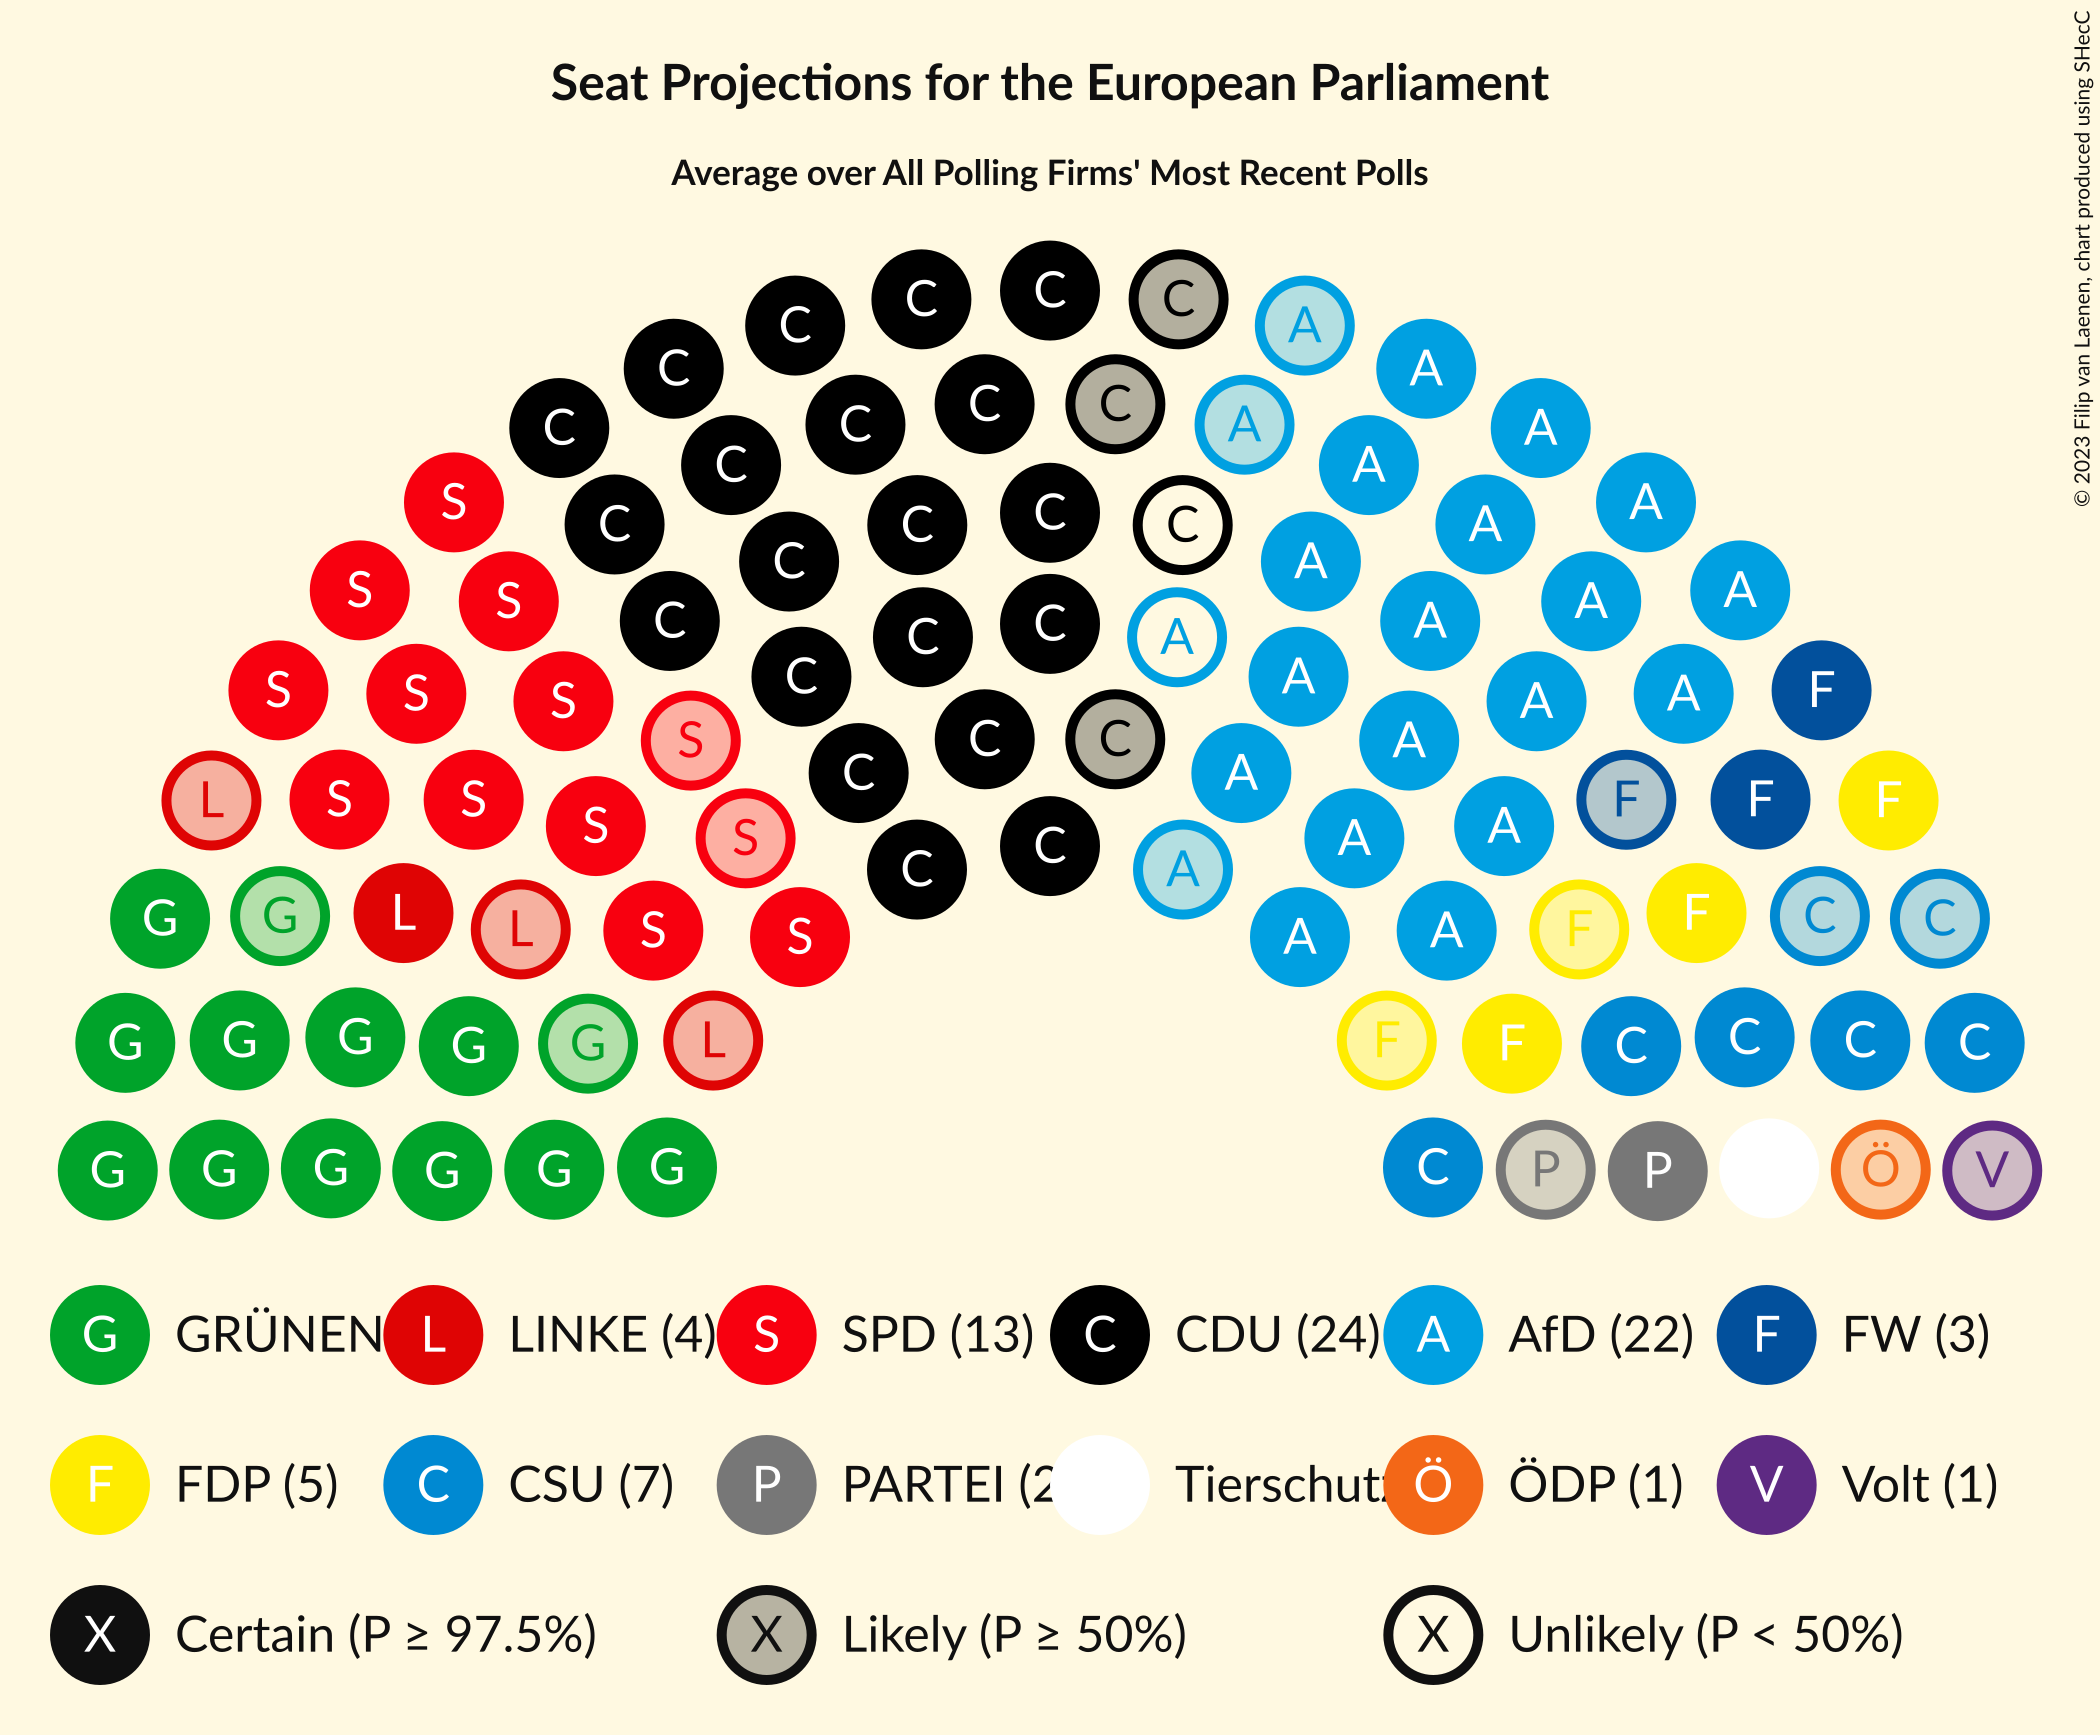 Seat Projections for the European Parliament
Average over All Polling Firms' Most Recent Polls
© 2023 Filip van Laenen, chart produced using SHecC
C C C A
C C A
C C C A A
C C A
S C C C C A A A
C C A
S S C C C A A A A
S S S C C A A A F
S S C C A
L S S C A F F F
S S A A
G G L L S S C C A A A F F C C
G G G G G L F F C C C C
G G G G G G C P P Ö V
G GRÜNEN L LINKE (4) S SPD (13) C CDU (24) A AfD (22) F FW (3)
F FDP (5) C CSU (7) P PARTEI (2 Tierschutz Ö ÖDP (1) V Volt (1)
X Certain (P ≥ 97.5%) X Likely (P ≥ 50%) X Unlikely (P < 50%)